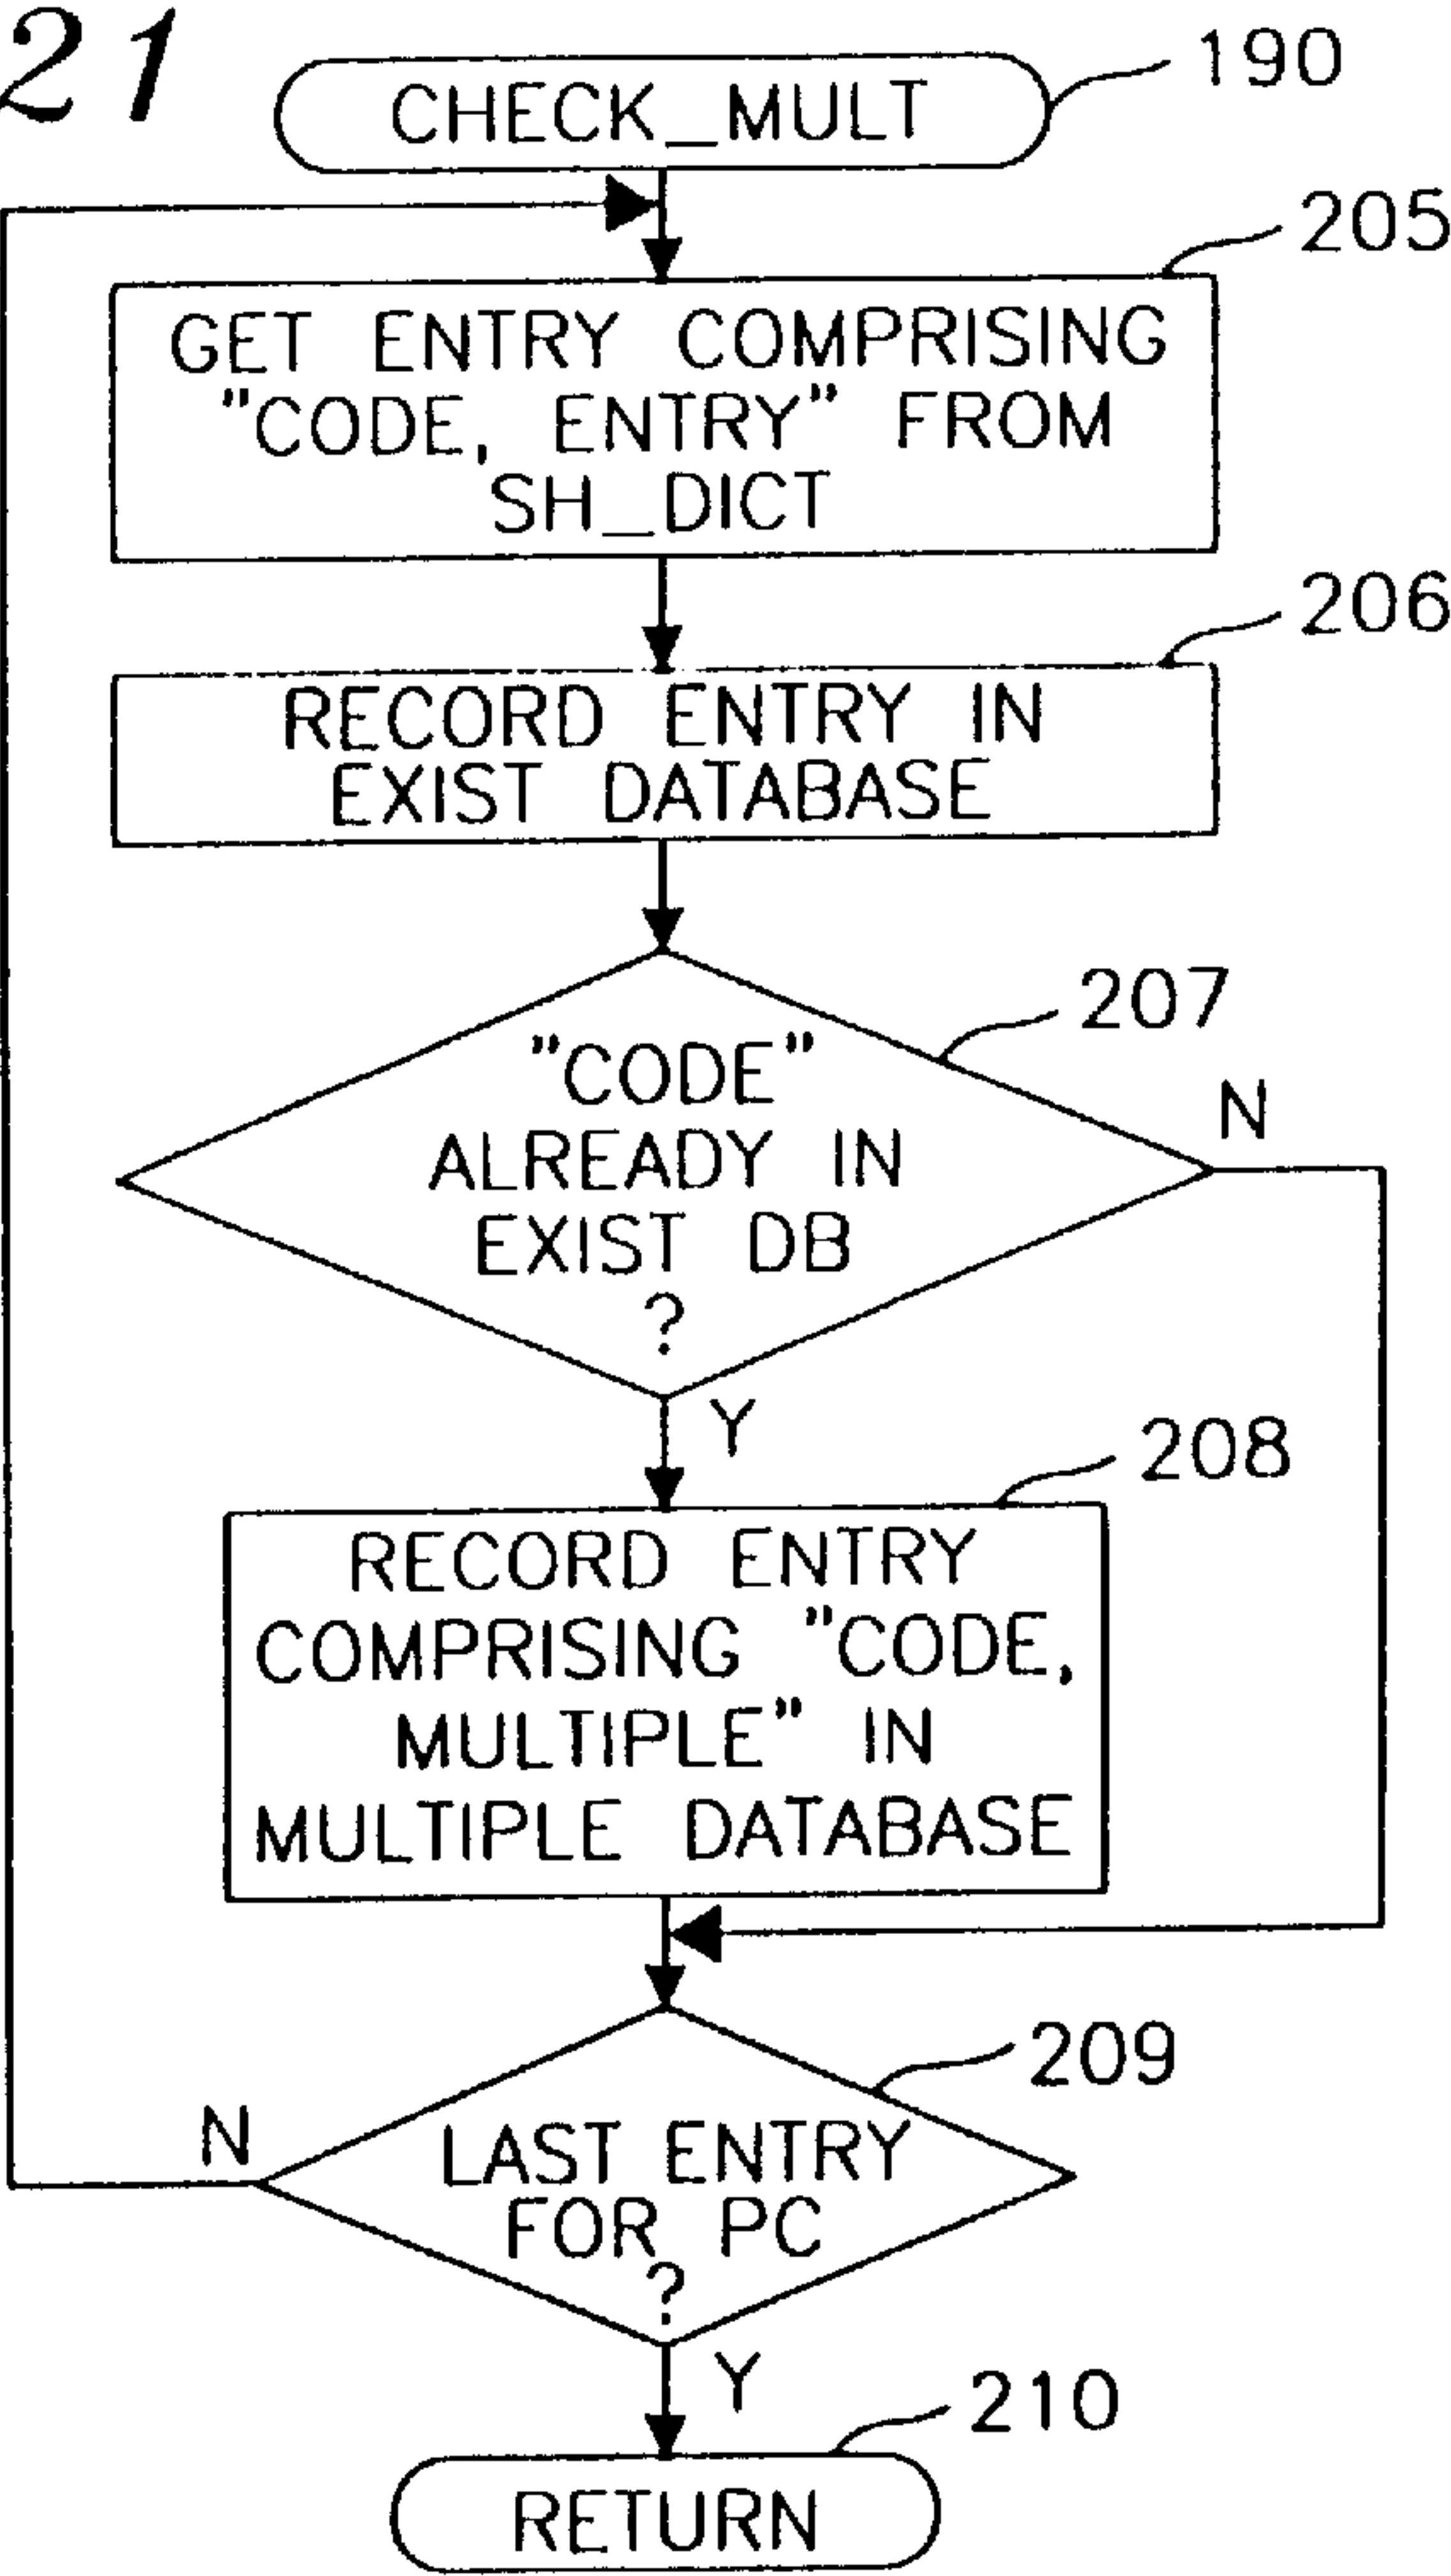 21
CHECK_MULT
190
205
GET ENTRY COMPRISING
"CODE, ENTRY" FROM
SH_DICT
206
RECORD ENTRY IN
EXIST DATABASE
207
"CODE"
ALREADY IN
EXIST DB
?
N
Y
208
RECORD ENTRY
COMPRISING "CODE,
MULTIPLE" IN
MULTIPLE DATABASE
209
N
LAST ENTRY
FOR PC
?
Y
210
RETURN